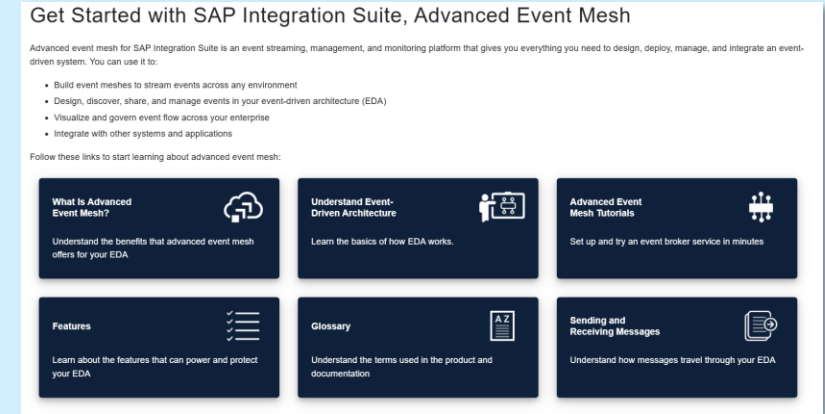 Get Started with SAP Integration Suite, Advanced Event Mesh
Advanced event mesh for SAP Integration Suite is an event streaming, management, and monitoring platform that gives you everything you need to design, deploy, manage, and integrate an event-
driven system. You can use it to:
• Build event meshes to stream events across any environment
• Design, discover, share, and manage events in your event-driven architecture (EDA)
• Visualize and govern event flow across your enterprise
• Integrate with other systems and applications
Follow these links to start learning about advanced event mesh:
What Is Advanced
Event Mesh?
Understand the benefits that advanced event mesh
offers for your EDA
Understand Event-
Driven Architecture
Learn the basics of how EDA works.
Advanced Event
Mesh Tutorials
Set up and try an event broker service in minutes
Features
Learn about the features that can power and protect
your EDA
Glossary
A Z
Understand the terms used in the product and
documentation
Sending and
Receiving Messages
Understand how messages travel through your EDA